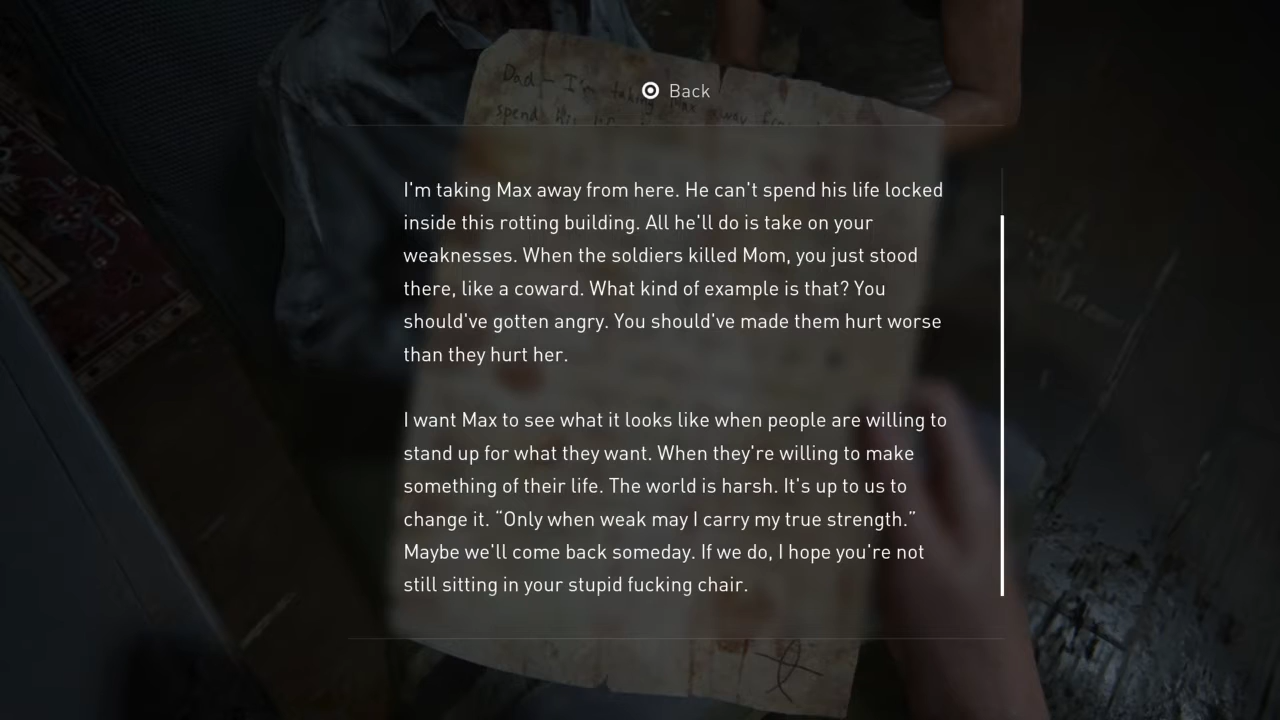 Dad- I'm taking Max away
spend his
Back
I'm taking Max away from here. He can't spend his life locked
inside this rotting building. All he'll do is take on your
weaknesses. When the soldiers killed Mom, you just stood
there, like a coward. What kind of example is that? You
should've gotten angry. You should've made them hurt worse
than they hurt her.
I want Max to see what it looks like when people are willing to
stand up for what they want. When they're willing to make
something of their life. The world is harsh. It's up to us to
change it. “Only when weak may I carry my true strength.”
Maybe we'll come back someday. If we do, I hope you're not
still sitting in your stupid fucking chair.